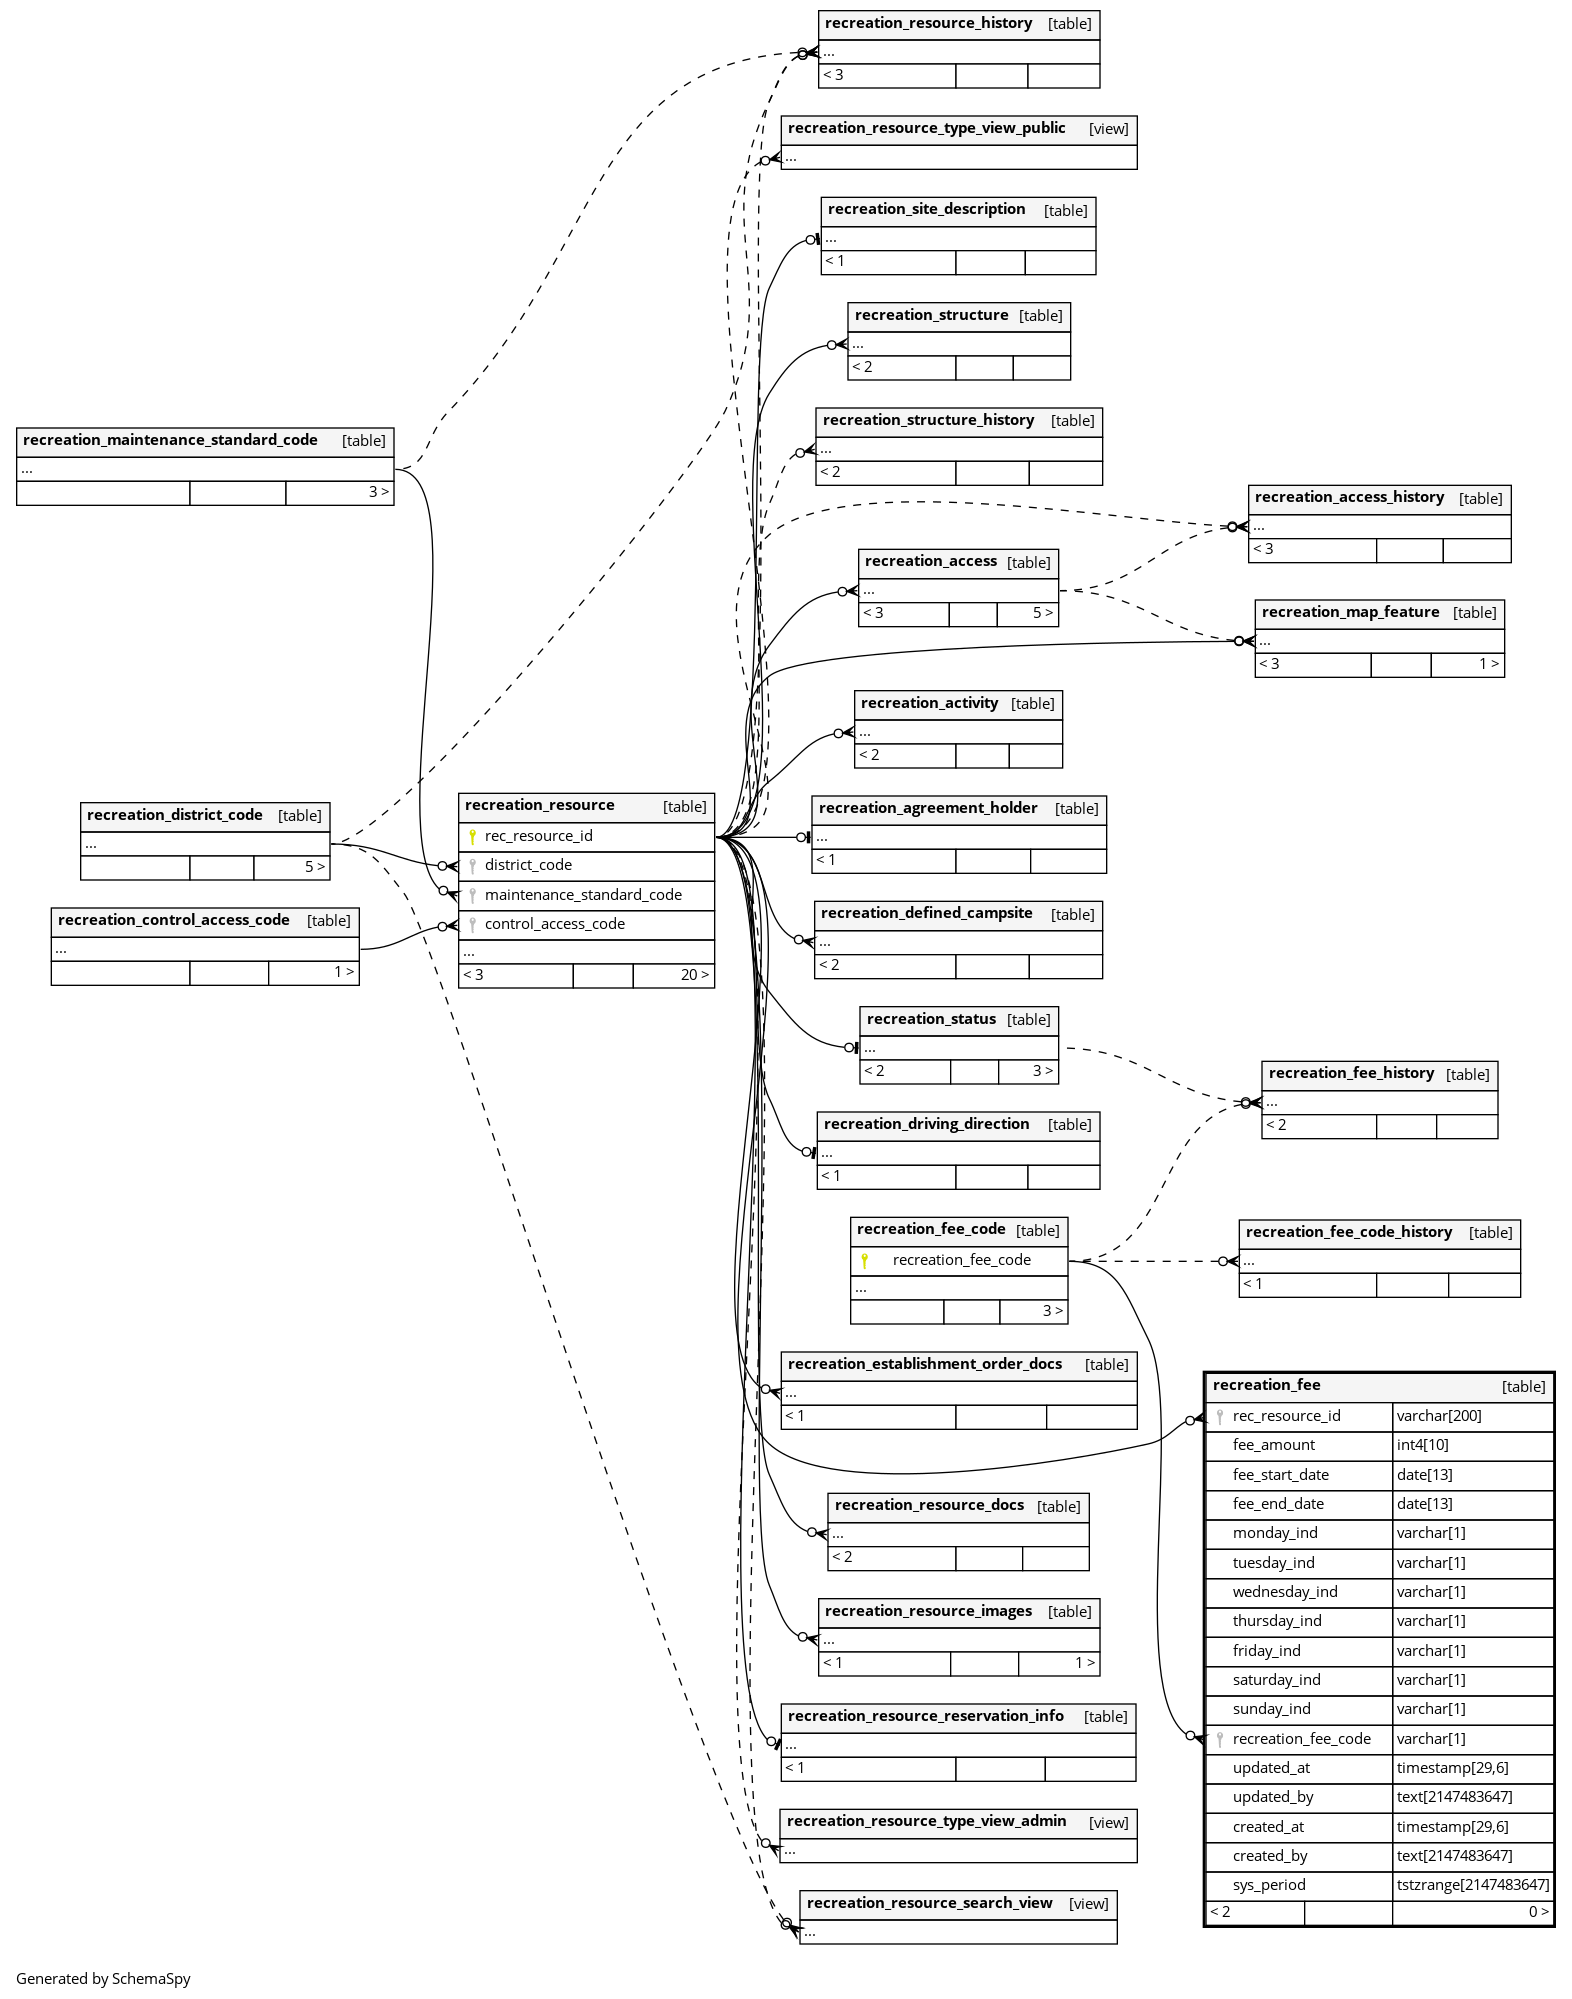 recreation_resource_history [table]
...
< 3
recreation_resource_type_view_public [view]
...
recreation_site_description [table]
...
< 1
recreation_structure [table]
...
< 2
recreation_structure_history [table]
...
< 2
recreation_maintenance_standard_code [table]
...
3 >
recreation_access_history [table]
...
< 3
recreation_access [table]
...
< 3 5 >
recreation_map_feature [table]
...
< 3 1 >
recreation_activity [table]
...
< 2
recreation_district_code [table]
...
5 >
recreation_control_access_code [table]
...
1 >
recreation_resource [table]
rec_resource_id
district_code
maintenance_standard_code
control_access_code
...
< 3 20 >
recreation_agreement_holder [table]
...
< 1
recreation_defined_campsite [table]
...
< 2
recreation_status [table]
...
< 2 3 >
recreation_fee_history [table]
...
< 2
recreation_driving_direction [table]
...
< 1
recreation_fee_code [table]
recreation_fee_code
...
3 >
recreation_fee_code_history [table]
...
< 1
recreation_establishment_order_docs [table]
...
< 1
recreation_fee [table]
rec_resource_id varchar[200]
fee_amount int4[10]
fee_start_date date[13]
fee_end_date date[13]
monday_ind varchar[1]
tuesday_ind varchar[1]
wednesday_ind varchar[1]
thursday_ind varchar[1]
friday_ind varchar[1]
saturday_ind varchar[1]
sunday_ind varchar[1]
recreation_fee_code varchar[1]
updated_at timestamp[29,6]
updated_by text[2147483647]
created_at timestamp[29,6]
created_by text[2147483647]
sys_period tstzrange[2147483647]
< 2 0 >
recreation_resource_docs [table]
...
< 2
recreation_resource_images [table]
...
< 1 1 >
recreation_resource_reservation_info [table]
...
< 1
recreation_resource_type_view_admin [view]
...
recreation_resource_search_view [view]
...
Generated by SchemaSpy